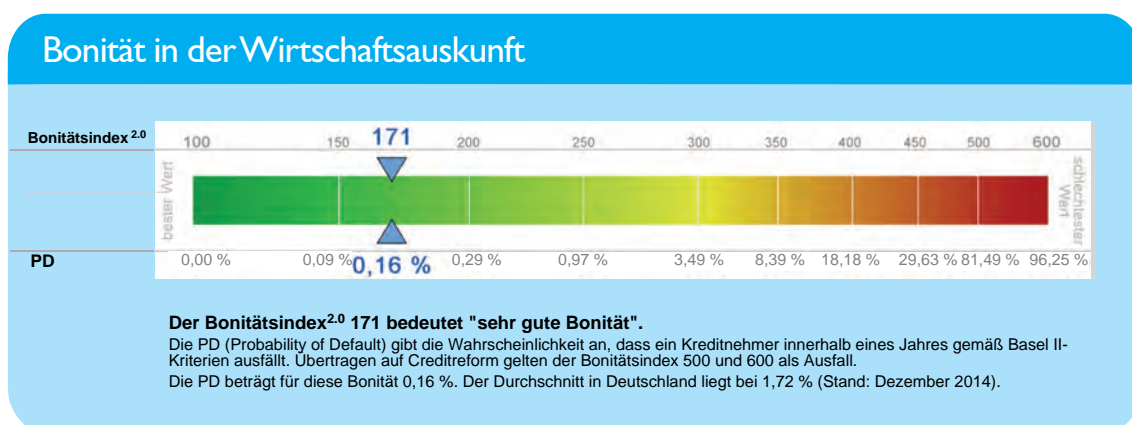 Bonität in der Wirtschaftsauskunft
Bonitätsindex 2.0 100 150 171 200 250 300 350 400 450 500 600
bester Wert
schlechtester
Wert
PD 0,00 % 0,09 % 0,16 % 0,29 % 0,97 % 3,49 % 8,39 % 18,18 % 29,63 % 81,49 % 96,25 %
Der Bonitätsindex2.0 171 bedeutet "sehr gute Bonität".
Die PD (Probability of Default) gibt die Wahrscheinlichkeit an, dass ein Kreditnehmer innerhalb eines Jahres gemäß Basel II-
Kriterien ausfällt. Übertragen auf Creditreform gelten der Bonitätsindex 500 und 600 als Ausfall.
Die PD beträgt für diese Bonität 0,16 %. Der Durchschnitt in Deutschland liegt bei 1,72 % (Stand: Dezember 2014).